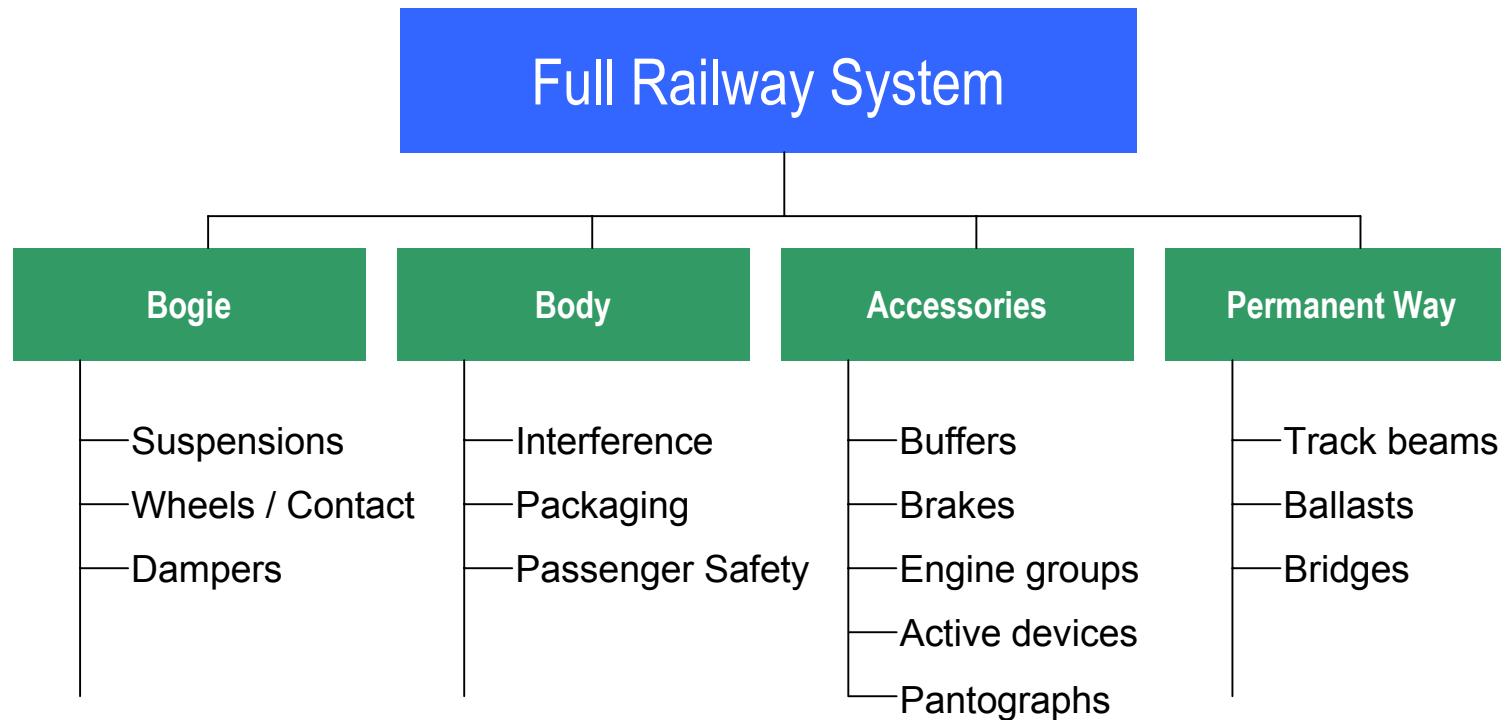 Full Railway System
Bogie
Suspensions
Wheels / Contact
Dampers
Body
Interference
Packaging
Passenger Safety
Accessories
Buffers
Brakes
Engine groups
Active devices
Pantographs
Permanent Way
Track beams
Ballasts
Bridges